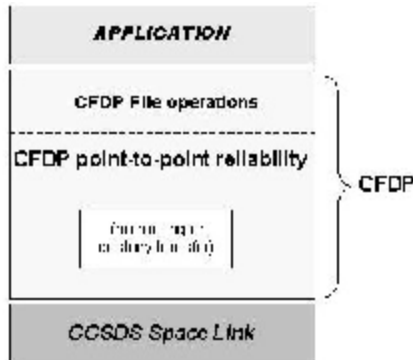 APPLICATION
CFDP File operations
CFDP point-to-point reliability
CFDP
CCSDS Space Link